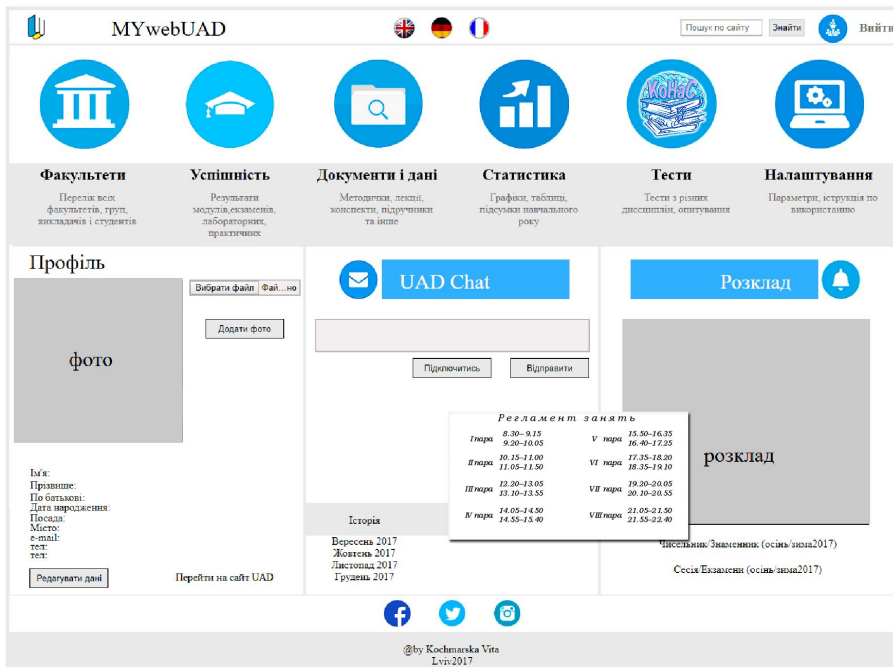 MYwebUAD
Пошук по сайту
Знайти
Вийти
КоНаС
Факультети
Перелік всіх
факультетів, груп,
викладачів і студентів
Успішність
Результати
модулів,екзаменів,
лабораторних,
практичних
Документи і дані
Методички, лекції,
конспекти, підручники
та інше
Статистика
Графіки, таблиці,
підсумки навчального
року
Тести
Тести з різних
дисциплін, опитування
Налаштування
Параметри, іструкція по
використанню
Профіль
Вибрати файл Фай...но
Додати фото
фото
Ім'я:
Прізвище:
По батькові:
Дата народження:
Посада:
Місто:
e-mail:
тел:
тел:
Редагувати дані
Перейти на сайт UAD
UAD Chat
Підключитись
Відправити
Історія
Вересень 2017
Жовтень 2017
Листопад 2017
Грудень 2017
Регламент занять
I пара 8.30–9.15
9.20–10.05
II пара 10.15–11.00
11.05–11.50
III пара 12.20–13.05
13.10–13.55
IV пара 14.05–14.50
14.55–15.40
V пара 15.50–16.35
16.40–17.25
VI пара 17.35–18.20
18.35–19.10
VII пара 19.20–20.05
20.10–20.55
VIII пара 21.05–21.50
21.55–22.40
Розклад
розклад
Чисельник/Знаменник (осінь/зима2017)
Сесія/Екзамени (осінь/зима2017)
@by Kochmarska Vita
Lviv2017